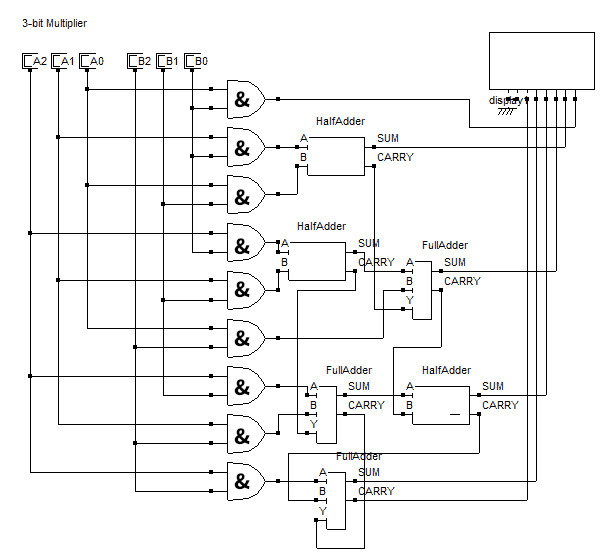 3-bit Multiplier
A2 A1 A0 B2 B1 B0
display
&
HalfAdder
A SUM
B CARRY
&
&
HalfAdder
A SUM
B CARRY
&
&
FullAdder
A SUM
B CARRY
Y
&
FullAdder
A SUM
B CARRY
Y
HalfAdder
A SUM
B CARRY
&
&
FullAdder
A SUM
B CARRY
Y
&